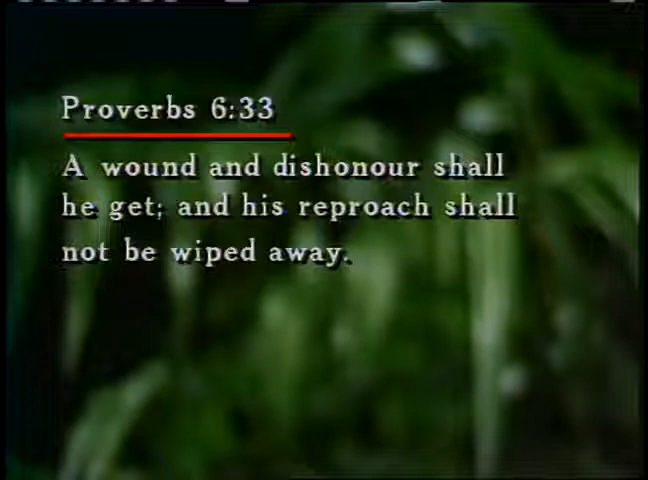 Proverbs 6:33
A wound and dishonour shall
he get; and his reproach shall
not be wiped away.